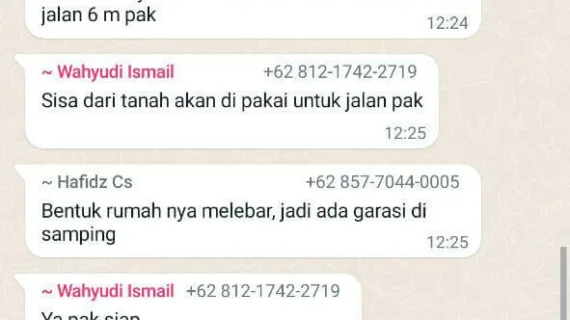 jalan 6 m pak
12:24
~ Wahyudi Ismail +62 812-1742-2719
Sisa dari tanah akan di pakai untuk jalan pak
12:25
~ Hafidz Cs +62 857-7044-0005
Bentuk rumah nya melebar, jadi ada garasi di
samping
12:25
~ Wahyudi Ismail +62 812-1742-2719
Ya pak siap